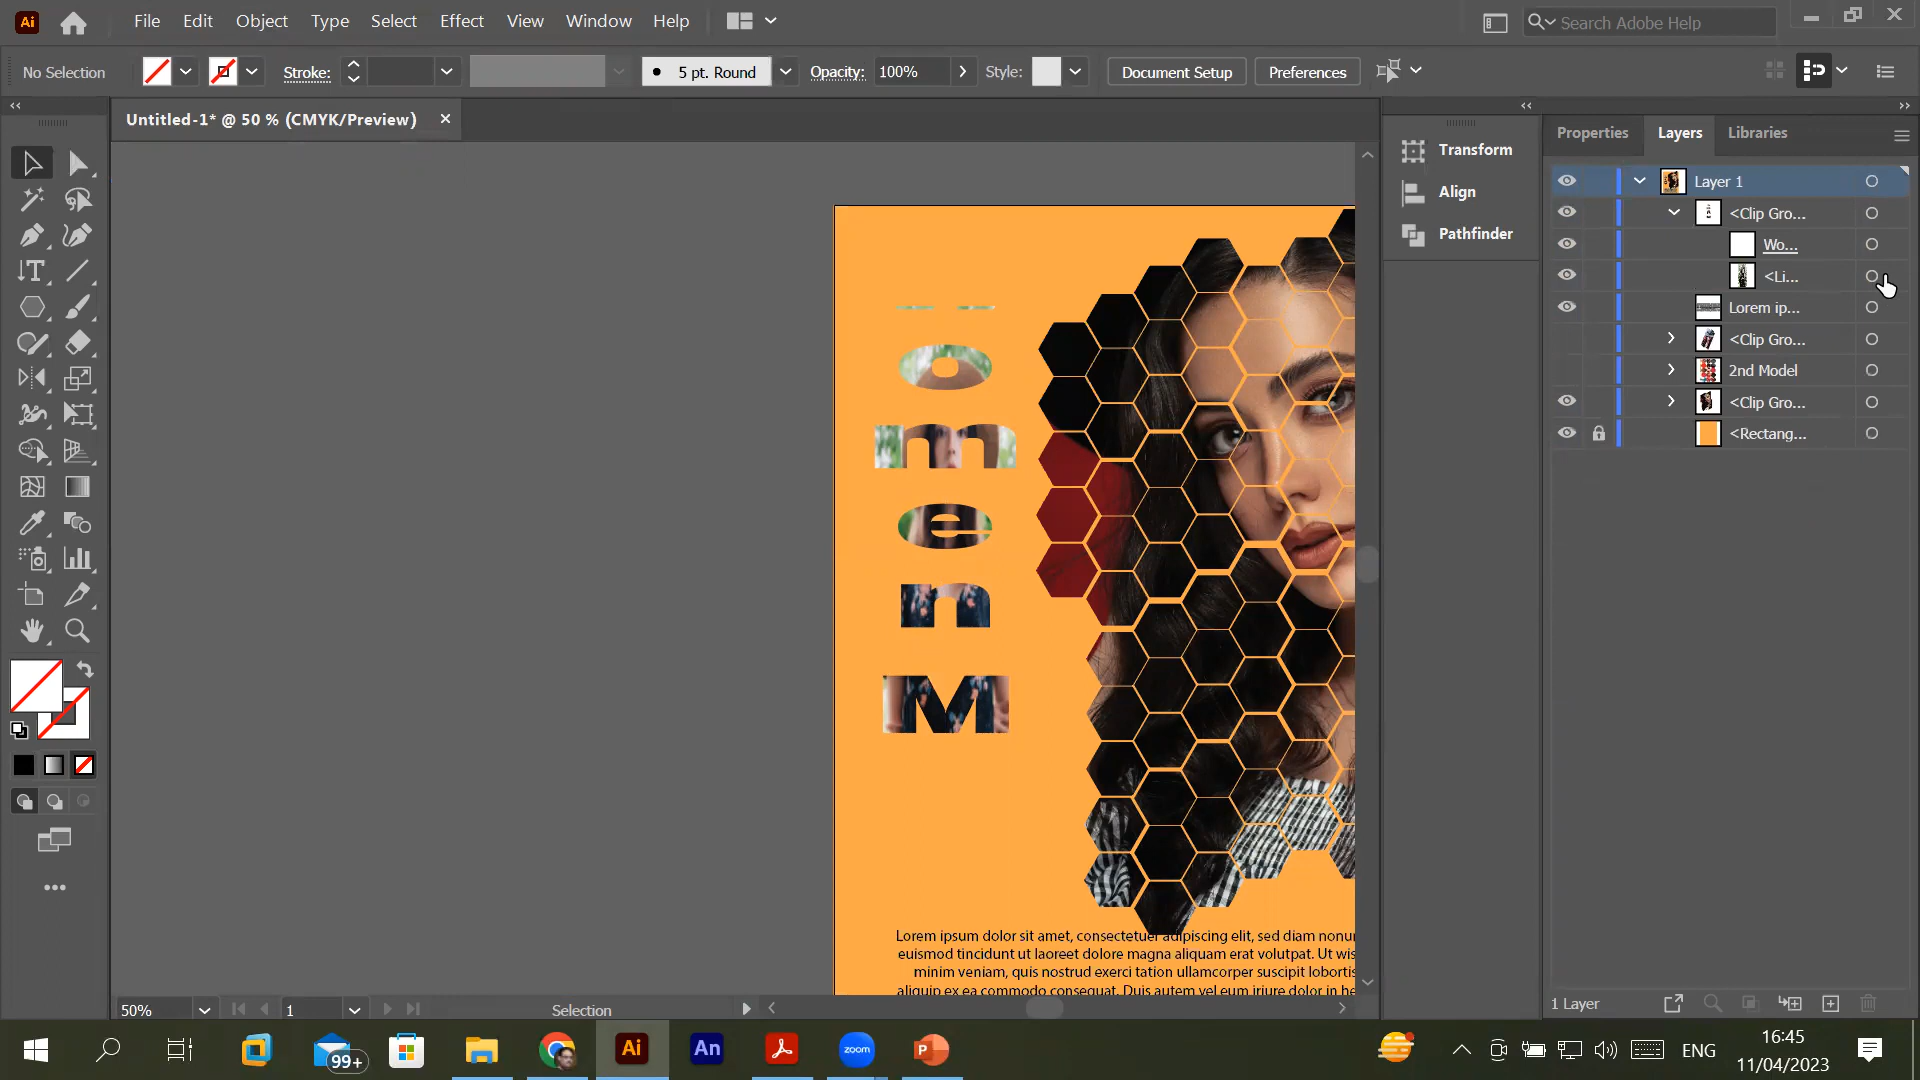 Ai File Edit Object Type Select Effect View Window Help Search Adobe Help
No Selection Stroke: 5 pt. Round Opacity: 100% Style: Document Setup Preferences
Untitled-1* @ 50 % (CMYK/Preview)
Properties Layers Libraries
Transform
Align
Pathfinder
Layer 1
<Clip Gro...
Wo...
<Li...
Lorem ip...
<Clip Gro...
2nd Model
<Clip Gro...
<Rectang...
o
m
e
n
M
Lorem ipsum dolor sit amet, consectetuer adipiscing elit, sed diam nonum
euismod tincidunt ut laoreet dolore magna aliquam erat volutpat. Ut wis
minim veniam, quis nostrud exerci tation ullamcorper suscipit lobortis
aliquip ex ea commodo consequat. Duis autem vel eum iriure dolor in he
50% 1 Selection
1 Layer
99+ Ai An zoom P ENG
16:45
11/04/2023